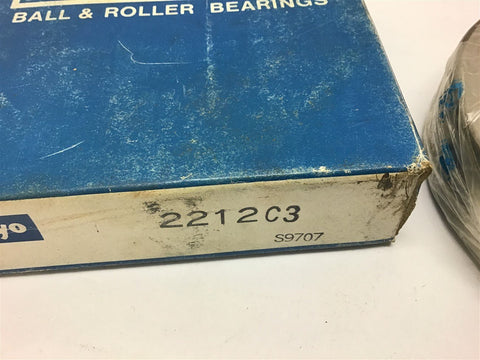 BALL & ROLLER BEARINGS
2212C3
S9707